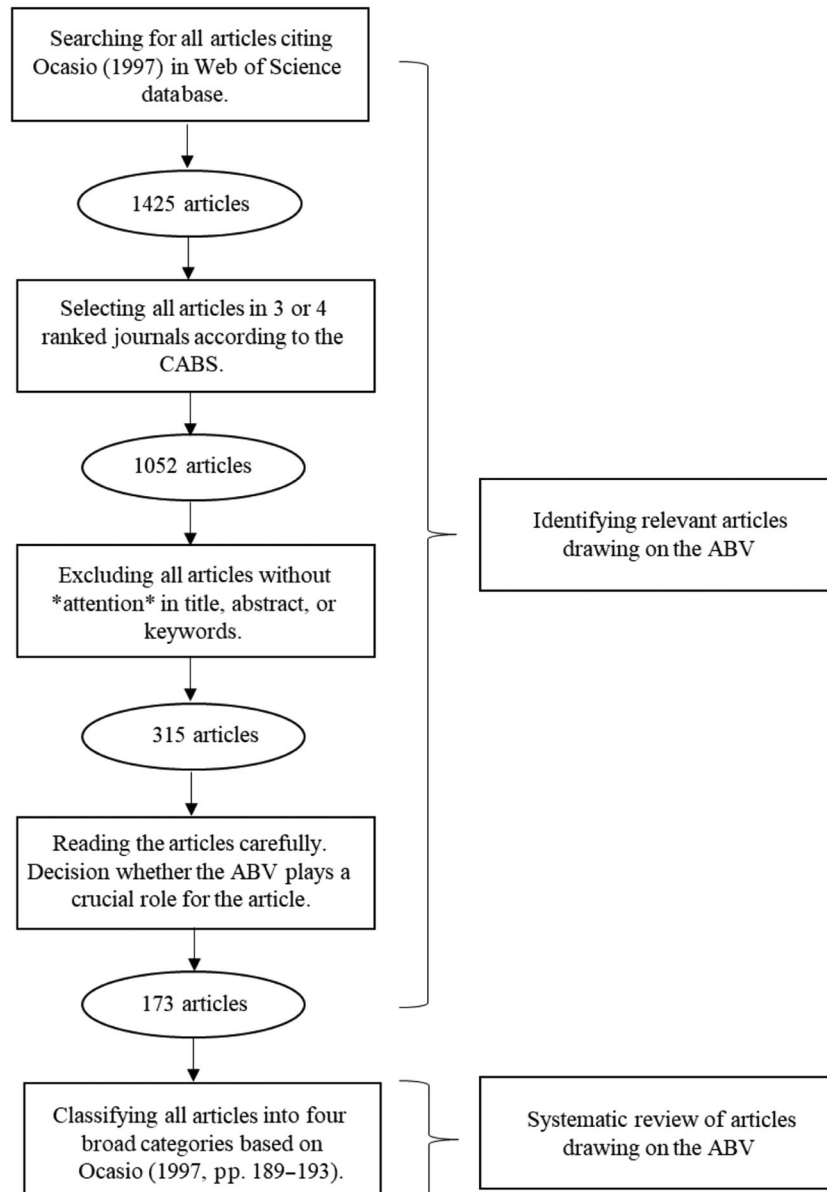 Searching for all articles citing
Ocasio (1997) in Web of Science
database.
1425 articles
Selecting all articles in 3 or 4
ranked journals according to the
CABS.
1052 articles
Identifying relevant articles
drawing on the ABV
Excluding all articles without
*attention* in title, abstract, or
keywords.
315 articles
Reading the articles carefully.
Decision whether the ABV plays a
crucial role for the article.
173 articles
Classifying all articles into four
broad categories based on
Ocasio (1997, pp. 189–193).
Systematic review of articles
drawing on the ABV